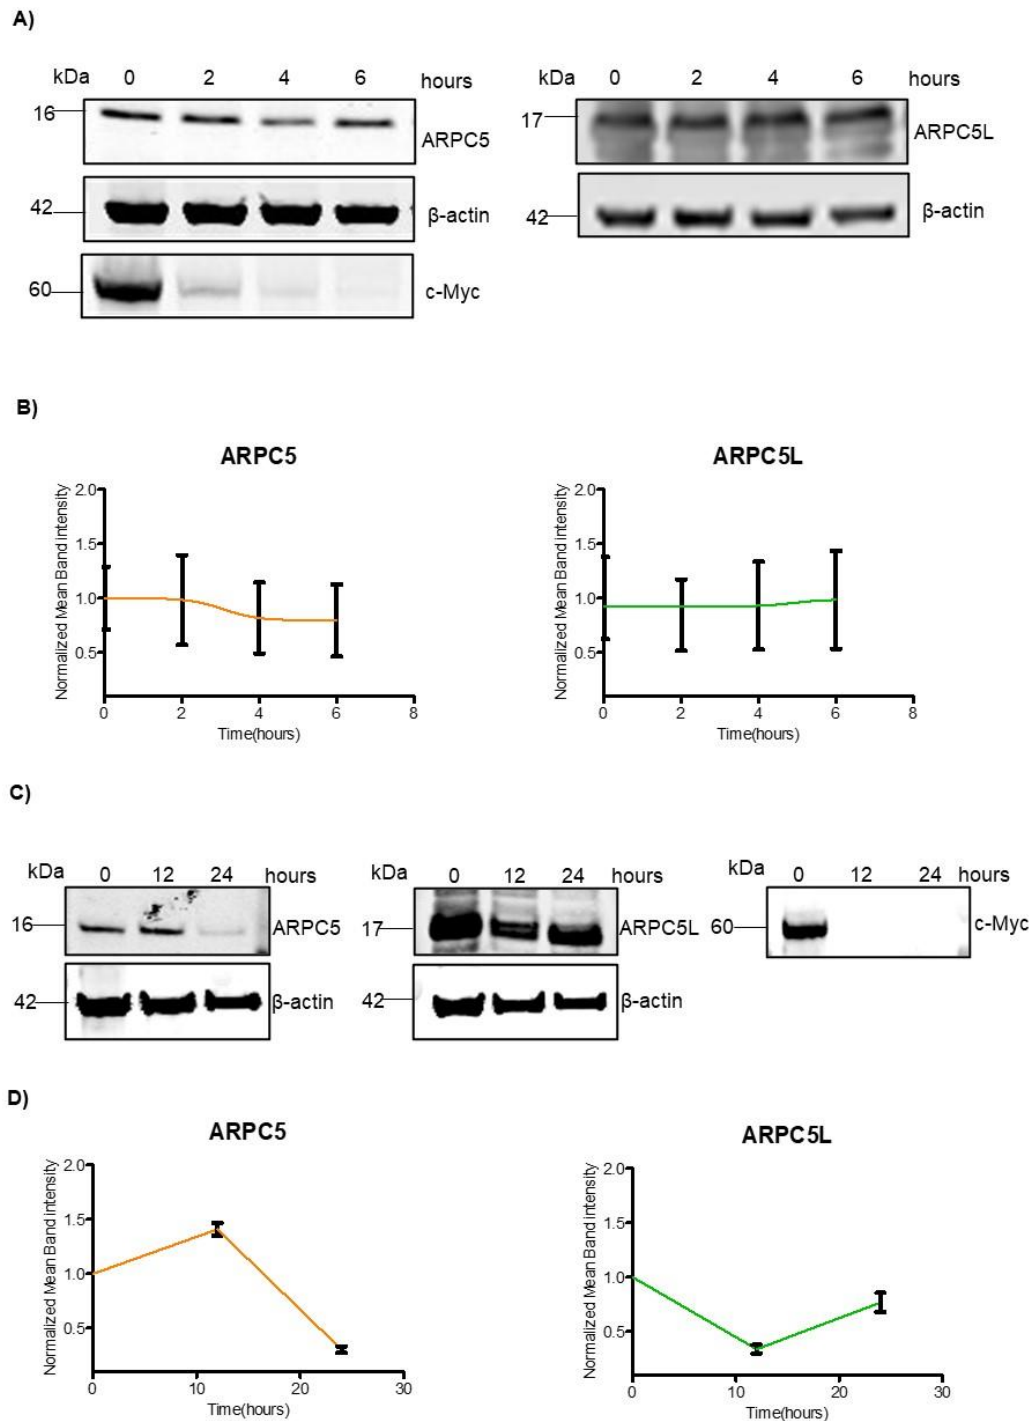 A)
kDa 0 2 4 6 hours
16 ARPC5
42 β-actin
60 c-Myc
kDa 0 2 4 6 hours
17 ARPC5L
42 β-actin
B)
ARPC5
Normalized Mean Band intensity
2.0
1.5
1.0
0.5
0 2 4 6 8
Time(hours)
ARPC5L
Normalized Mean Band intensity
2.0
1.5
1.0
0.5
0 2 4 6 8
Time(hours)
C)
kDa 0 12 24 hours
16 ARPC5
42 β-actin
kDa 0 12 24 hours
17 ARPC5L
42 β-actin
kDa 0 12 24 hours
60 c-Myc
D)
ARPC5
Normalized Mean Band intensity
2.0
1.5
1.0
0.5
0 10 20 30
Time(hours)
ARPC5L
Normalized Mean Band intensity
2.0
1.5
1.0
0.5
0 10 20 30
Time(hours)